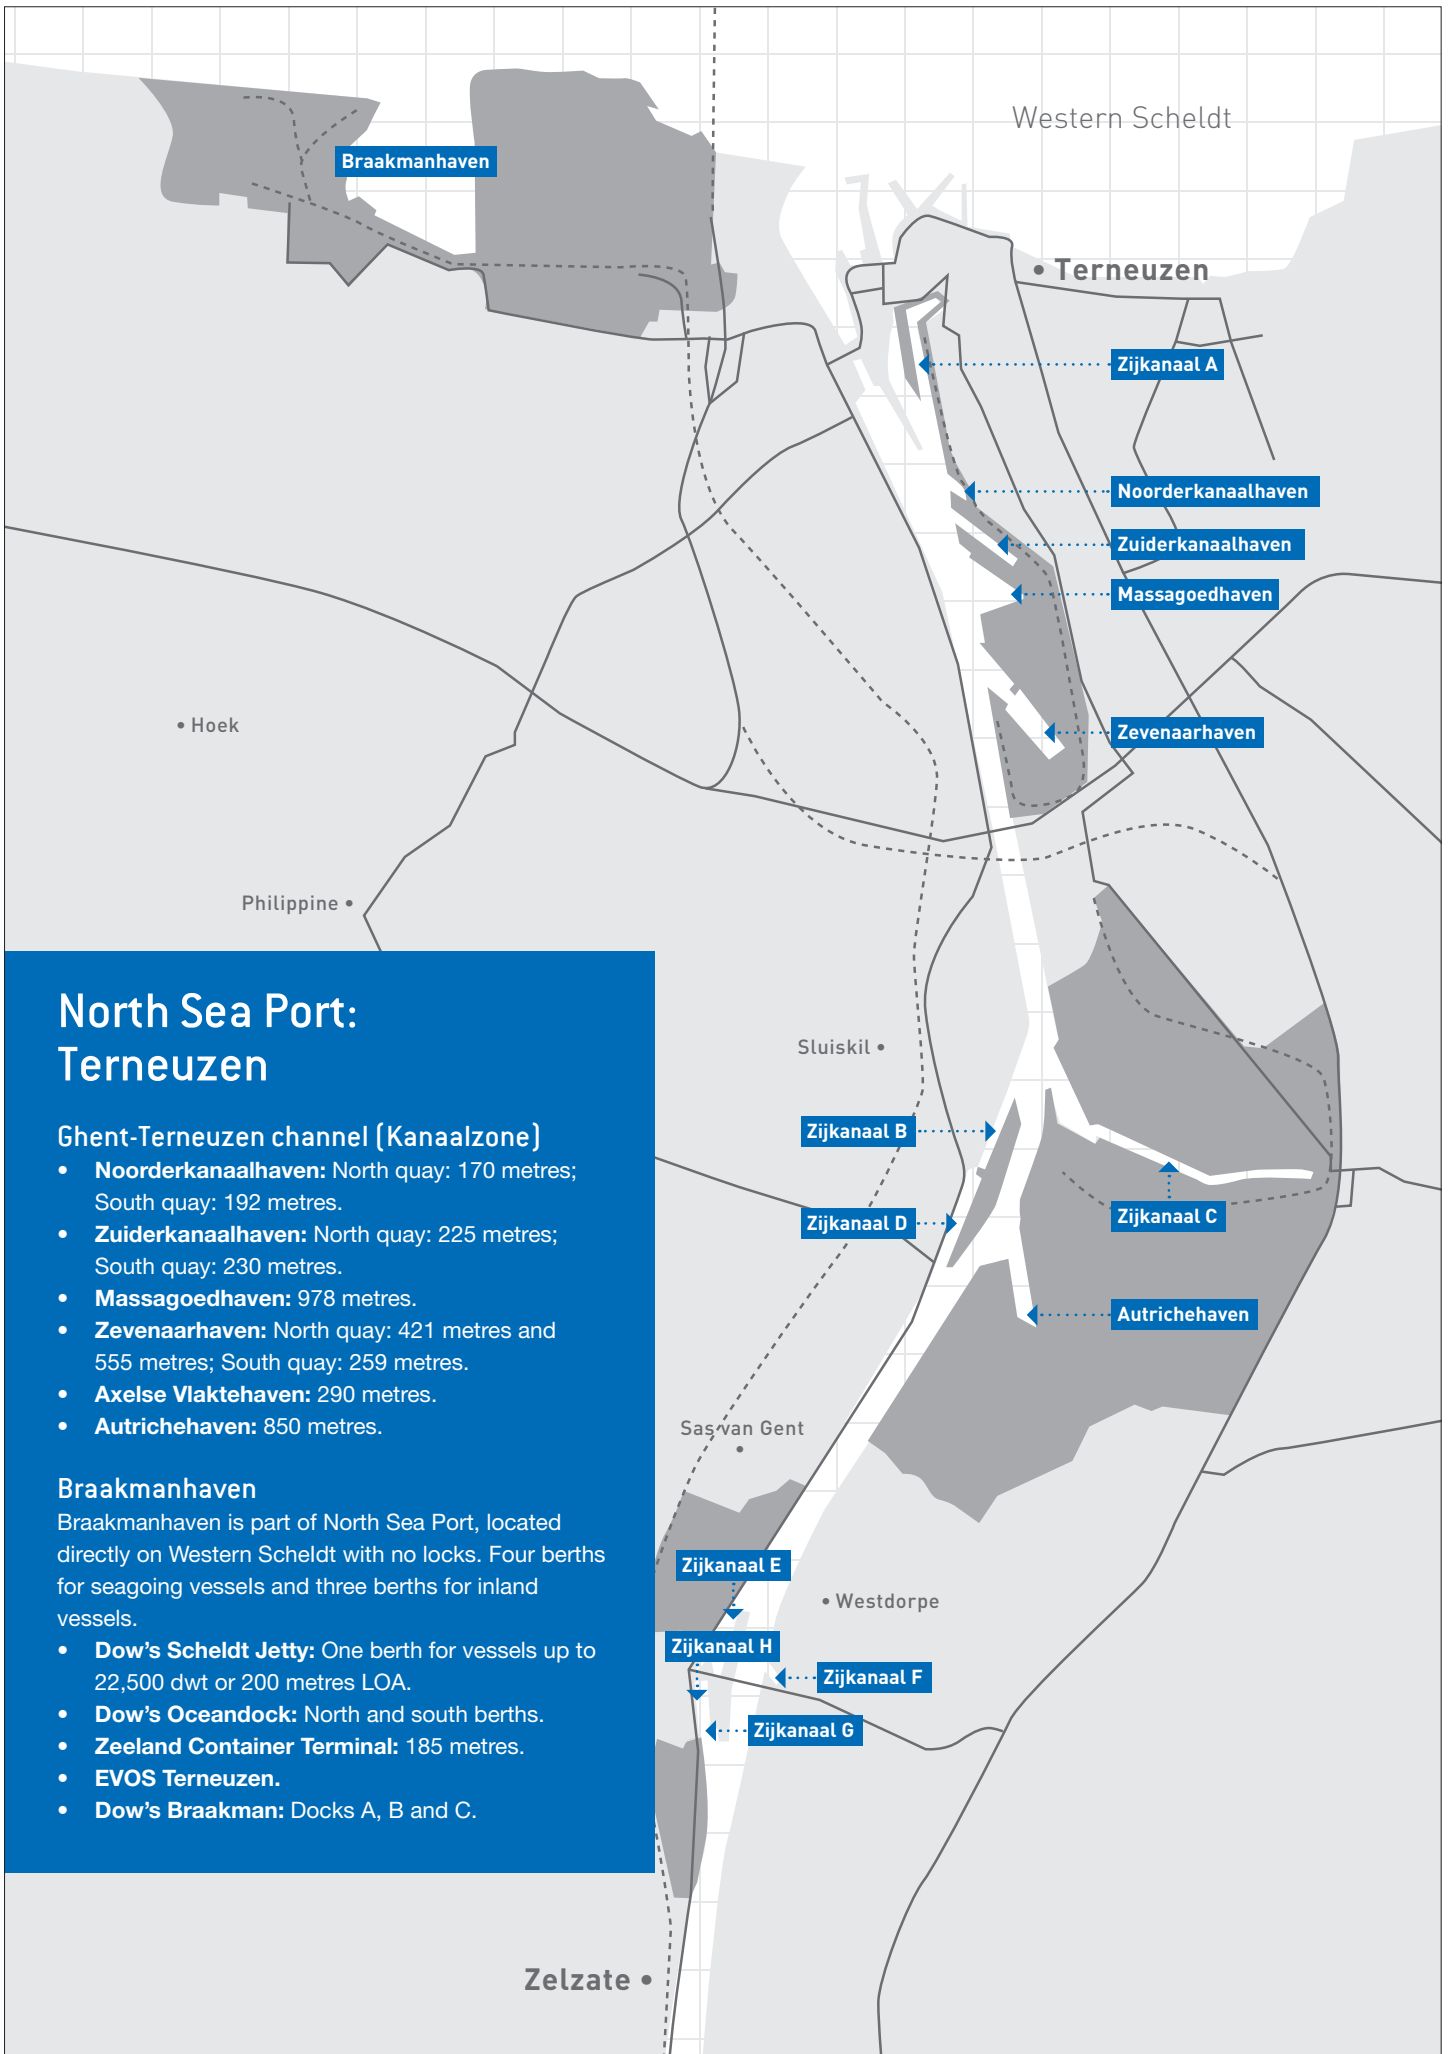 Western Scheldt
Braakmanhaven
• Terneuzen
Zijkanaal A
Noorderkanaalhaven
Zuiderkanaalhaven
Massagoedhaven
• Hoek
Zevenaarhaven
Philippine •
Sluiskil •
Zijkanaal B
Zijkanaal D
Zijkanaal C
Autrichehaven
Sas van Gent
•
Zijkanaal E
• Westdorpe
Zijkanaal H
Zijkanaal F
Zijkanaal G
Zelzate •
North Sea Port:
Terneuzen
Ghent-Terneuzen channel (Kanaalzone)
• Noorderkanaalhaven: North quay: 170 metres;
South quay: 192 metres.
• Zuiderkanaalhaven: North quay: 225 metres;
South quay: 230 metres.
• Massagoedhaven: 978 metres.
• Zevenaarhaven: North quay: 421 metres and
555 metres; South quay: 259 metres.
• Axelse Vlaktehaven: 290 metres.
• Autrichehaven: 850 metres.
Braakmanhaven
Braakmanhaven is part of North Sea Port, located
directly on Western Scheldt with no locks. Four berths
for seagoing vessels and three berths for inland
vessels.
• Dow’s Scheldt Jetty: One berth for vessels up to
22,500 dwt or 200 metres LOA.
• Dow’s Oceandock: North and south berths.
• Zeeland Container Terminal: 185 metres.
• EVOS Terneuzen.
• Dow’s Braakman: Docks A, B and C.